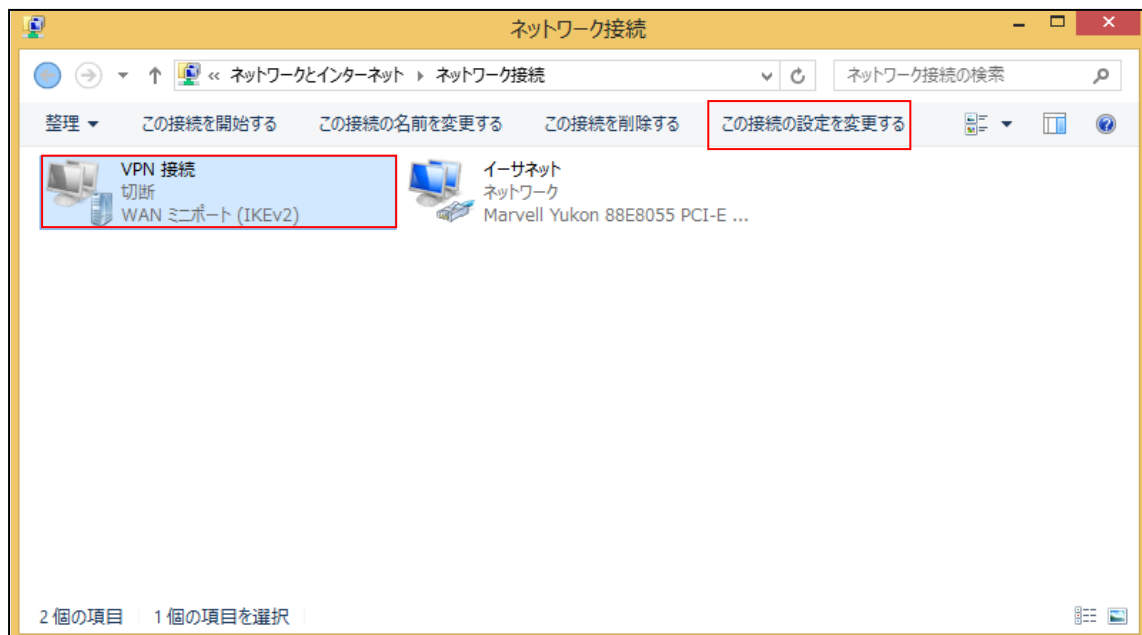 ネットワーク接続
« ネットワークとインターネット ▸ ネットワーク接続
ネットワーク接続の検索
整理 ▼ この接続を開始する この接続の名前を変更する この接続を削除する この接続の設定を変更する
VPN 接続
切断
WAN ミニポート (IKEv2)
イーサネット
ネットワーク
Marvell Yukon 88E8055 PCI-E ...
2 個の項目 1 個の項目を選択